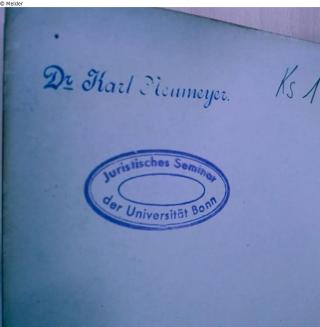 © Melder
Dr. Karl Neumeyer.
Ks 1
Juristisches Seminar
der Universität Bonn